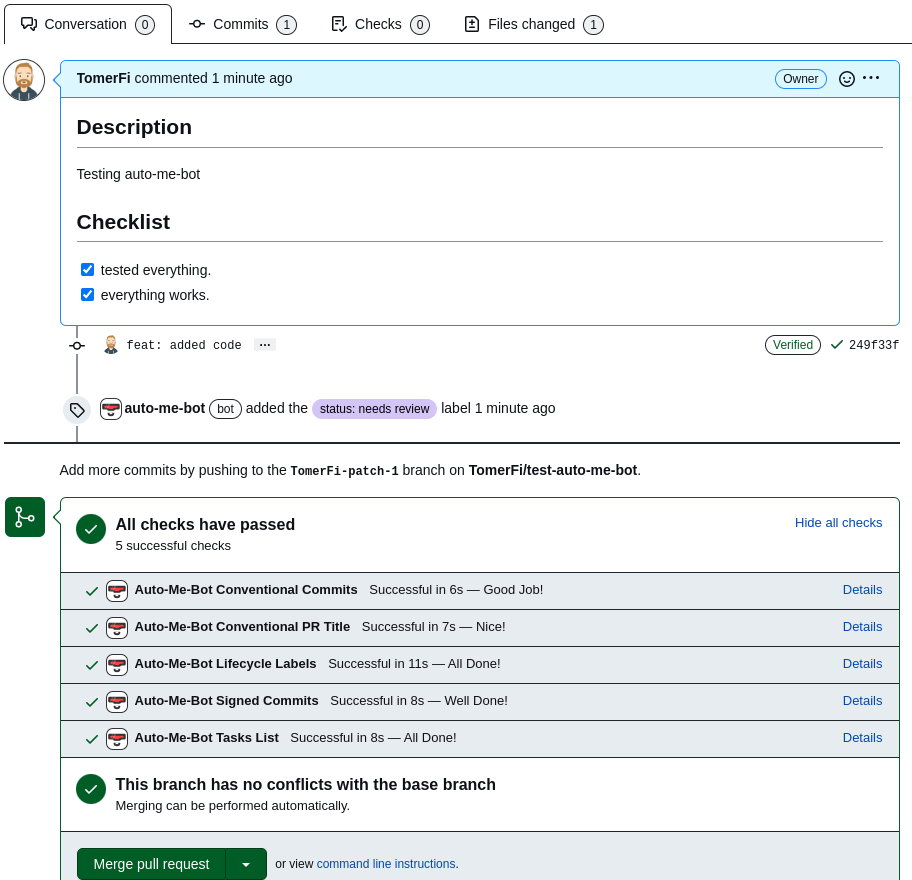 Conversation 0 Commits 1 Checks 0 Files changed 1
TomerFi commented 1 minute ago Owner
Description
Testing auto-me-bot
Checklist
tested everything.
everything works.
feat: added code … Verified 249f33f
auto-me-bot bot added the status: needs review label 1 minute ago
Add more commits by pushing to the TomerFi-patch-1 branch on TomerFi/test-auto-me-bot.
All checks have passed Hide all checks
5 successful checks
Auto-Me-Bot Conventional Commits Successful in 6s — Good Job! Details
Auto-Me-Bot Conventional PR Title Successful in 7s — Nice! Details
Auto-Me-Bot Lifecycle Labels Successful in 11s — All Done! Details
Auto-Me-Bot Signed Commits Successful in 8s — Well Done! Details
Auto-Me-Bot Tasks List Successful in 8s — All Done! Details
This branch has no conflicts with the base branch
Merging can be performed automatically.
Merge pull request or view command line instructions.